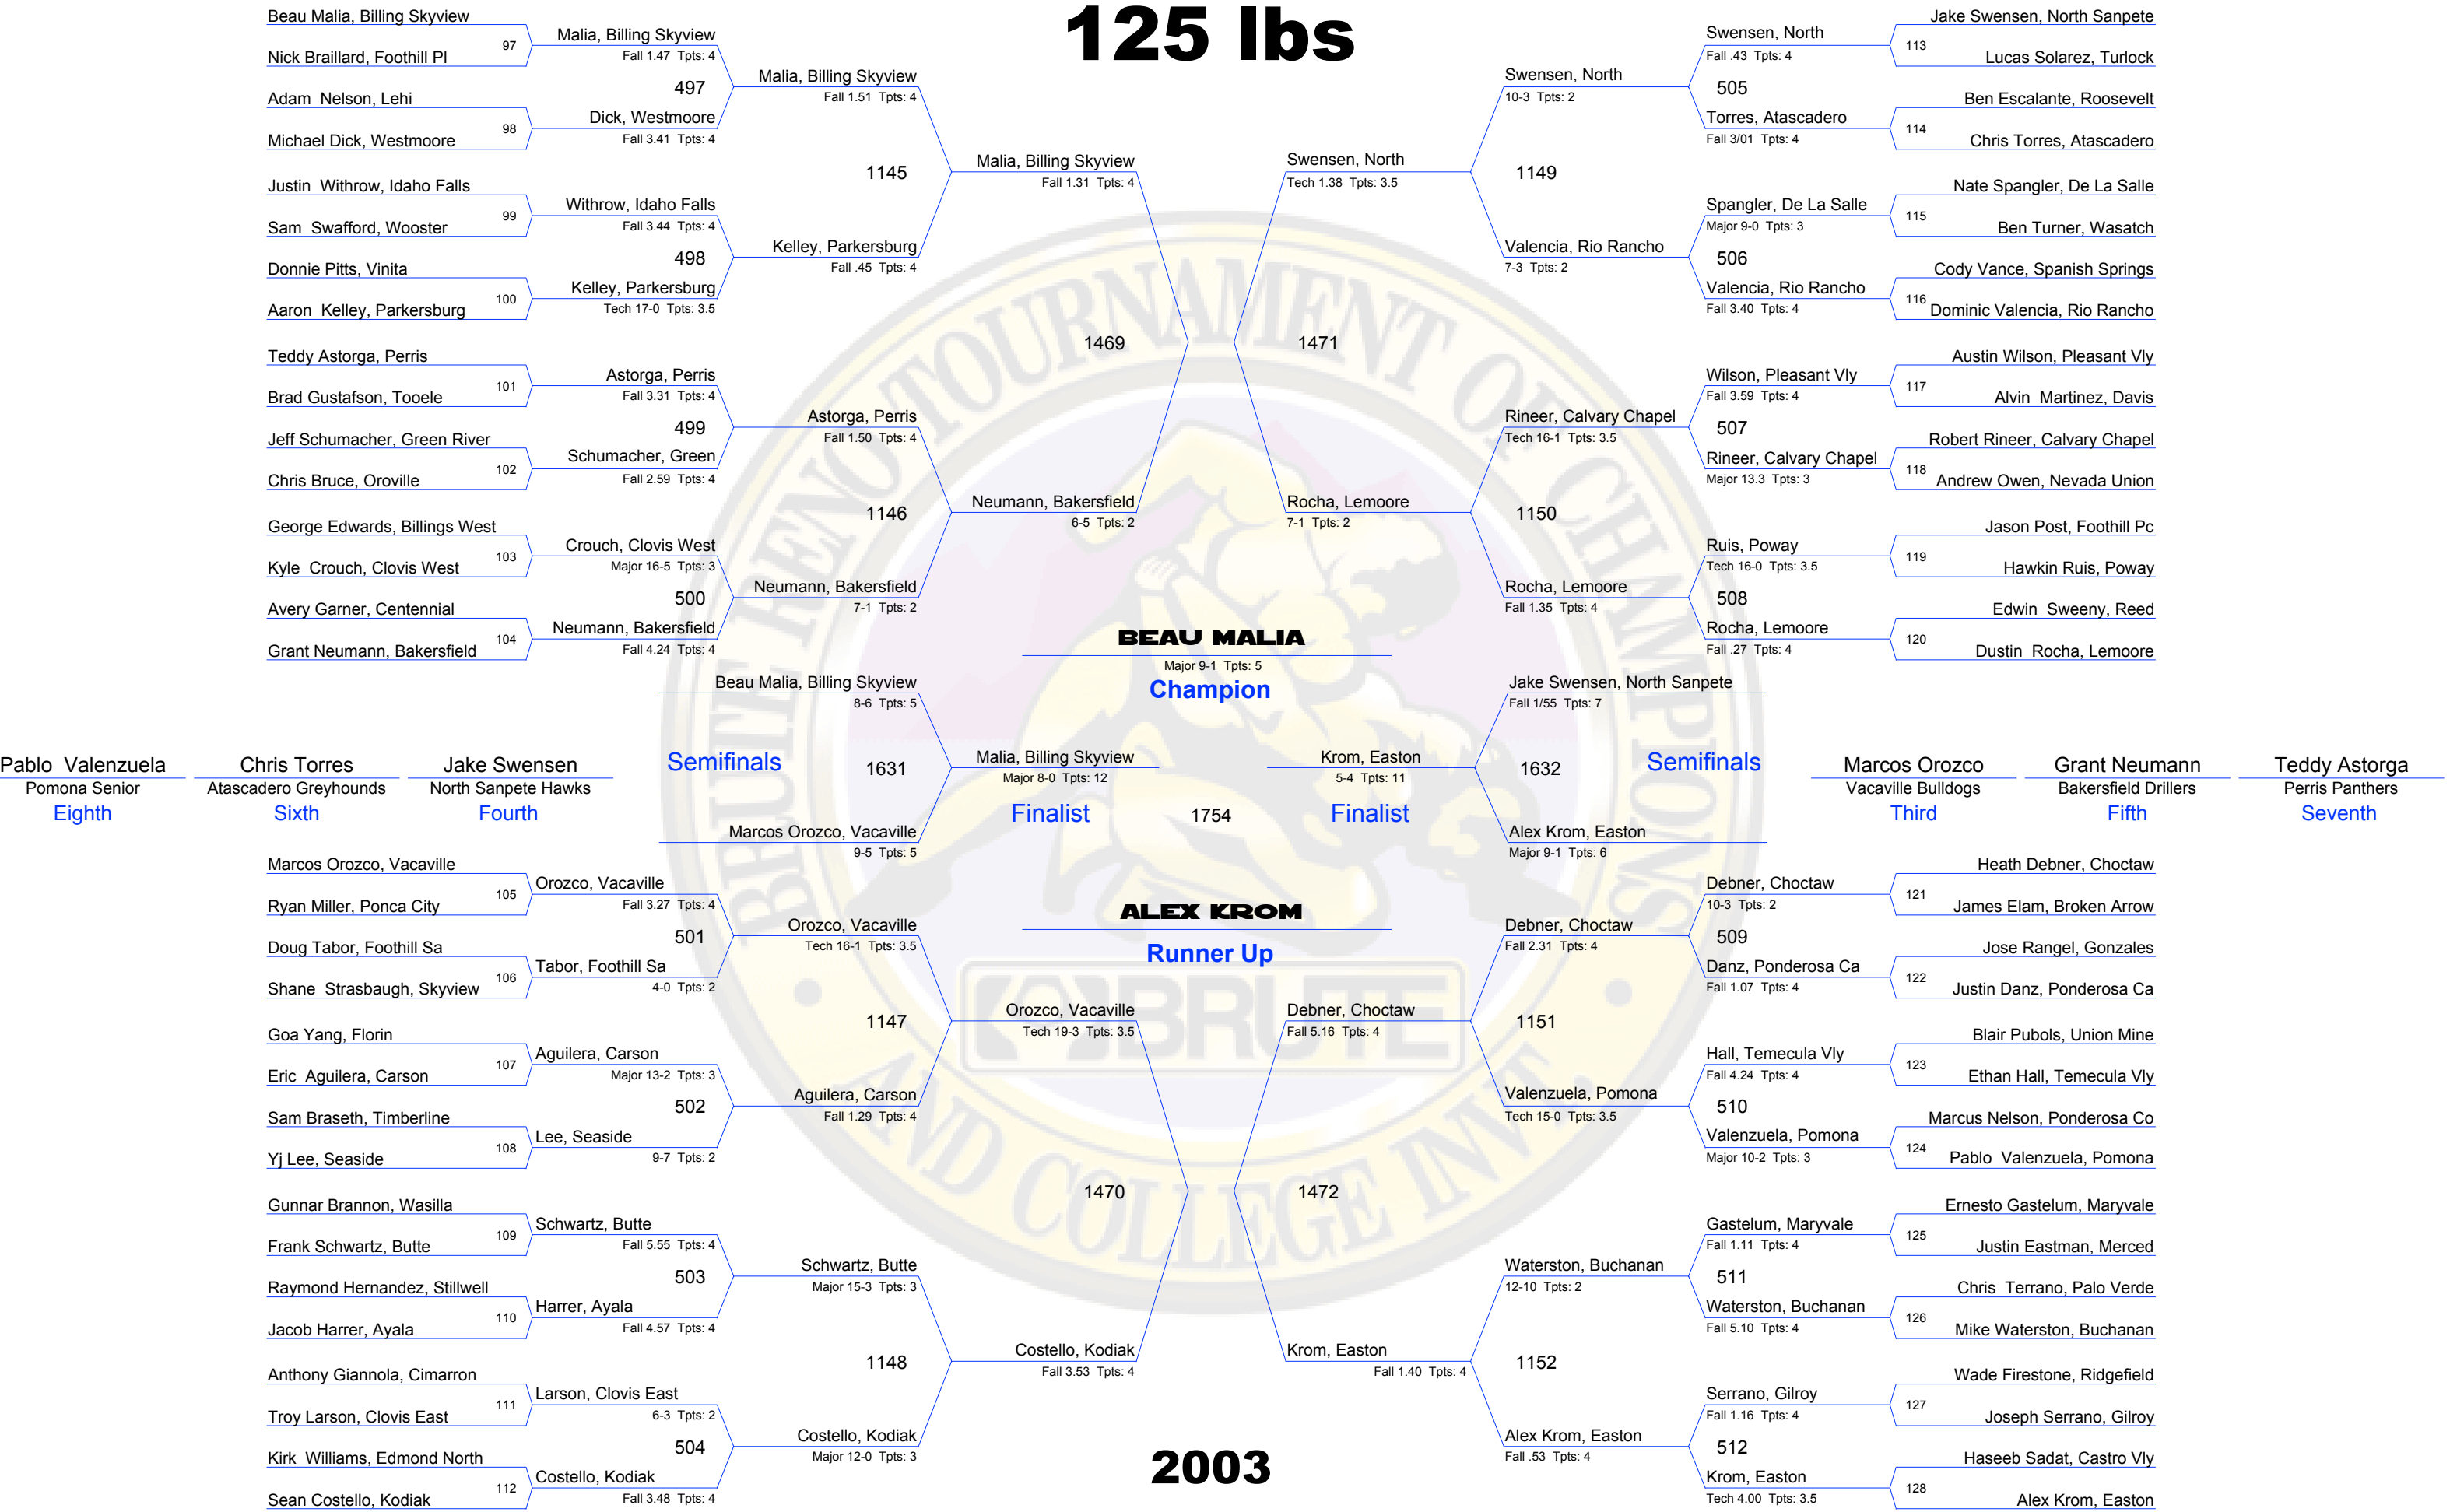 125 lbs
Beau Malia, Billing Skyview
97
Nick Braillard, Foothill Pl
Adam Nelson, Lehi
98
Michael Dick, Westmoore
Justin Withrow, Idaho Falls
99
Sam Swafford, Wooster
Donnie Pitts, Vinita
100
Aaron Kelley, Parkersburg
Teddy Astorga, Perris
101
Brad Gustafson, Tooele
Jeff Schumacher, Green River
102
Chris Bruce, Oroville
George Edwards, Billings West
103
Kyle Crouch, Clovis West
Avery Garner, Centennial
104
Grant Neumann, Bakersfield
Malia, Billing Skyview
Fall 1.47 Tpts: 4
497
Dick, Westmoore
Fall 3.41 Tpts: 4
Withrow, Idaho Falls
Fall 3.44 Tpts: 4
498
Kelley, Parkersburg
Tech 17-0 Tpts: 3.5
Astorga, Perris
Fall 3.31 Tpts: 4
499
Schumacher, Green
Fall 2.59 Tpts: 4
Crouch, Clovis West
Major 16-5 Tpts: 3
500
Neumann, Bakersfield
Fall 4.24 Tpts: 4
Malia, Billing Skyview
Fall 1.51 Tpts: 4
1145
Kelley, Parkersburg
Fall .45 Tpts: 4
Astorga, Perris
Fall 1.50 Tpts: 4
1146
Neumann, Bakersfield
7-1 Tpts: 2
Malia, Billing Skyview
Fall 1.31 Tpts: 4
1469
Neumann, Bakersfield
6-5 Tpts: 2
Swensen, North
Tech 1.38 Tpts: 3.5
1471
Rocha, Lemoore
7-1 Tpts: 2
Swensen, North
10-3 Tpts: 2
1149
Valencia, Rio Rancho
7-3 Tpts: 2
Rineer, Calvary Chapel
Tech 16-1 Tpts: 3.5
1150
Rocha, Lemoore
Fall 1.35 Tpts: 4
Swensen, North
Fall .43 Tpts: 4
505
Torres, Atascadero
Fall 3/01 Tpts: 4
Spangler, De La Salle
Major 9-0 Tpts: 3
506
Valencia, Rio Rancho
Fall 3.40 Tpts: 4
Wilson, Pleasant Vly
Fall 3.59 Tpts: 4
507
Rineer, Calvary Chapel
Major 13.3 Tpts: 3
Ruis, Poway
Tech 16-0 Tpts: 3.5
508
Rocha, Lemoore
Fall .27 Tpts: 4
Jake Swensen, North Sanpete
113
Lucas Solarez, Turlock
Ben Escalante, Roosevelt
114
Chris Torres, Atascadero
Nate Spangler, De La Salle
115
Ben Turner, Wasatch
Cody Vance, Spanish Springs
116
Dominic Valencia, Rio Rancho
Austin Wilson, Pleasant Vly
117
Alvin Martinez, Davis
Robert Rineer, Calvary Chapel
118
Andrew Owen, Nevada Union
Jason Post, Foothill Pc
119
Hawkin Ruis, Poway
Edwin Sweeny, Reed
120
Dustin Rocha, Lemoore
BEAU MALIA
Major 9-1 Tpts: 5
Champion
Beau Malia, Billing Skyview
8-6 Tpts: 5
Semifinals
1631
Marcos Orozco, Vacaville
9-5 Tpts: 5
Malia, Billing Skyview
Major 8-0 Tpts: 12
Finalist
1754
Krom, Easton
5-4 Tpts: 11
Finalist
Jake Swensen, North Sanpete
Fall 1/55 Tpts: 7
1632
Semifinals
Alex Krom, Easton
Major 9-1 Tpts: 6
Pablo Valenzuela
Pomona Senior
Eighth
Chris Torres
Atascadero Greyhounds
Sixth
Jake Swensen
North Sanpete Hawks
Fourth
Marcos Orozco
Vacaville Bulldogs
Third
Grant Neumann
Bakersfield Drillers
Fifth
Teddy Astorga
Perris Panthers
Seventh
ALEX KROM
Runner Up
Marcos Orozco, Vacaville
105
Ryan Miller, Ponca City
Doug Tabor, Foothill Sa
106
Shane Strasbaugh, Skyview
Goa Yang, Florin
107
Eric Aguilera, Carson
Sam Braseth, Timberline
108
Yj Lee, Seaside
Gunnar Brannon, Wasilla
109
Frank Schwartz, Butte
Raymond Hernandez, Stillwell
110
Jacob Harrer, Ayala
Anthony Giannola, Cimarron
111
Troy Larson, Clovis East
Kirk Williams, Edmond North
112
Sean Costello, Kodiak
Orozco, Vacaville
Fall 3.27 Tpts: 4
501
Tabor, Foothill Sa
4-0 Tpts: 2
Aguilera, Carson
Major 13-2 Tpts: 3
502
Lee, Seaside
9-7 Tpts: 2
Schwartz, Butte
Fall 5.55 Tpts: 4
503
Harrer, Ayala
Fall 4.57 Tpts: 4
Larson, Clovis East
6-3 Tpts: 2
504
Costello, Kodiak
Fall 3.48 Tpts: 4
Orozco, Vacaville
Tech 16-1 Tpts: 3.5
1147
Aguilera, Carson
Fall 1.29 Tpts: 4
Schwartz, Butte
Major 15-3 Tpts: 3
1148
Costello, Kodiak
Major 12-0 Tpts: 3
Orozco, Vacaville
Tech 19-3 Tpts: 3.5
1470
Costello, Kodiak
Fall 3.53 Tpts: 4
Debner, Choctaw
Fall 5.16 Tpts: 4
1472
Krom, Easton
Fall 1.40 Tpts: 4
Debner, Choctaw
Fall 2.31 Tpts: 4
1151
Valenzuela, Pomona
Tech 15-0 Tpts: 3.5
Waterston, Buchanan
12-10 Tpts: 2
1152
Alex Krom, Easton
Fall .53 Tpts: 4
Debner, Choctaw
10-3 Tpts: 2
509
Danz, Ponderosa Ca
Fall 1.07 Tpts: 4
Hall, Temecula Vly
Fall 4.24 Tpts: 4
510
Valenzuela, Pomona
Major 10-2 Tpts: 3
Gastelum, Maryvale
Fall 1.11 Tpts: 4
511
Waterston, Buchanan
Fall 5.10 Tpts: 4
Serrano, Gilroy
Fall 1.16 Tpts: 4
512
Krom, Easton
Tech 4.00 Tpts: 3.5
Heath Debner, Choctaw
121
James Elam, Broken Arrow
Jose Rangel, Gonzales
122
Justin Danz, Ponderosa Ca
Blair Pubols, Union Mine
123
Ethan Hall, Temecula Vly
Marcus Nelson, Ponderosa Co
124
Pablo Valenzuela, Pomona
Ernesto Gastelum, Maryvale
125
Justin Eastman, Merced
Chris Terrano, Palo Verde
126
Mike Waterston, Buchanan
Wade Firestone, Ridgefield
127
Joseph Serrano, Gilroy
Haseeb Sadat, Castro Vly
128
Alex Krom, Easton
2003
BRUTE RENO TOURNAMENT OF CHAMPIONS
AND COLLEGE INVT.
BRUTE